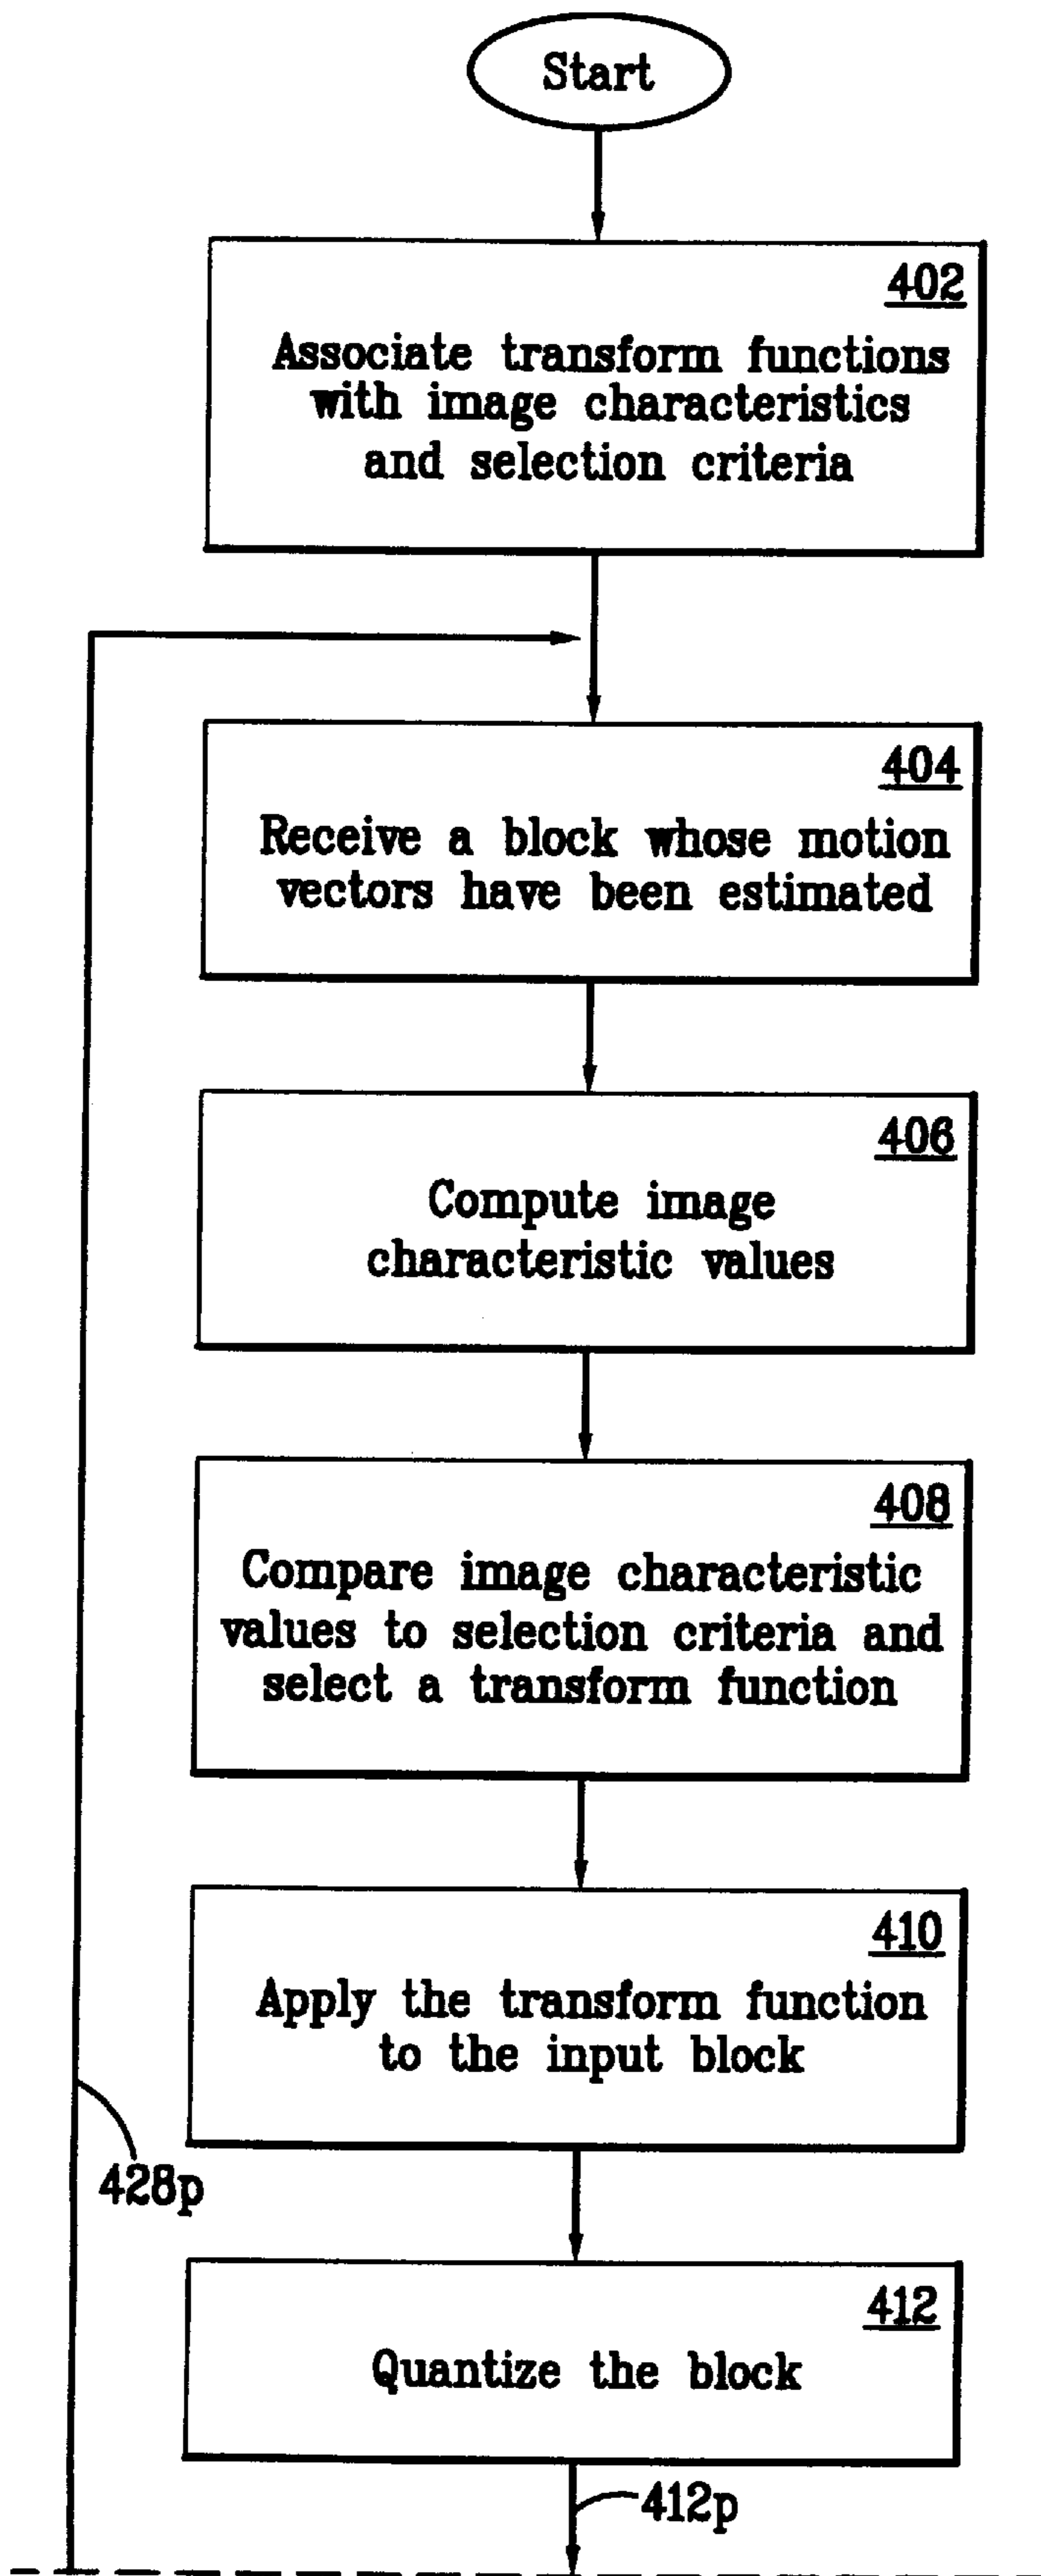 Start
402
Associate transform functions
with image characteristics
and selection criteria
404
Receive a block whose motion
vectors have been estimated
406
Compute image
characteristic values
408
Compare image characteristic
values to selection criteria and
select a transform function
410
Apply the transform function
to the input block
428p
412
Quantize the block
412p